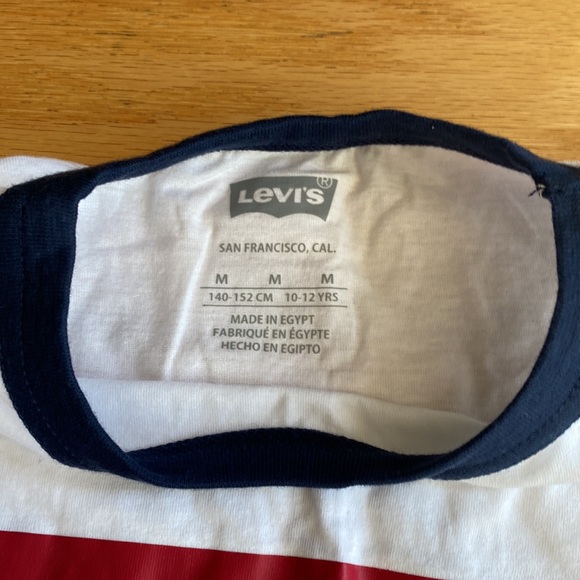 Levi's ®
SAN FRANCISCO, CAL.
M M M
140-152 CM 10-12 YRS
MADE IN EGYPT
FABRIQUÉ EN ÉGYPTE
HECHO EN EGIPTO